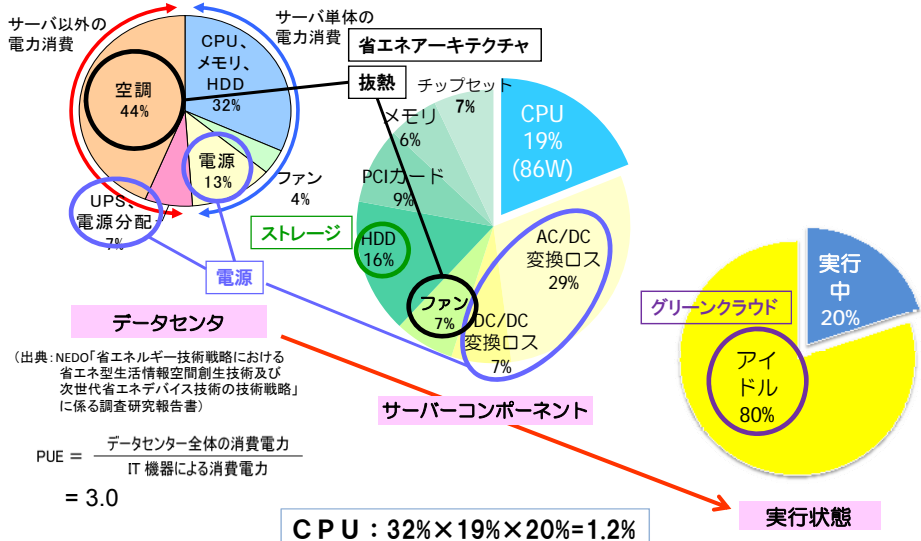 サーバ以外の
電力消費
サーバ単体の
電力消費
CPU、
メモリ、
HDD
32%
空調
44%
電源
13%
ファン
4%
UPS、
電源分配
7%
省エネアーキテクチャ
抜熱
チップセット
7%
メモリ
6%
PCIカード
9%
CPU
19%
(86W)
ストレージ
HDD
16%
AC/DC
変換ロス
29%
ファン
7%
DC/DC
変換ロス
7%
電源
データセンタ
(出典:NEDO「省エネルギー技術戦略における
省エネ型生活情報空間創生技術及び
次世代省エネデバイス技術の技術戦略」
に係る調査研究報告書)
サーバーコンポーネント
グリーンクラウド
実行
中
20%
アイ
ドル
80%
PUE = データセンター全体の消費電力
IT 機器による消費電力
= 3.0
実行状態
CPU:32%×19%×20%=1.2%